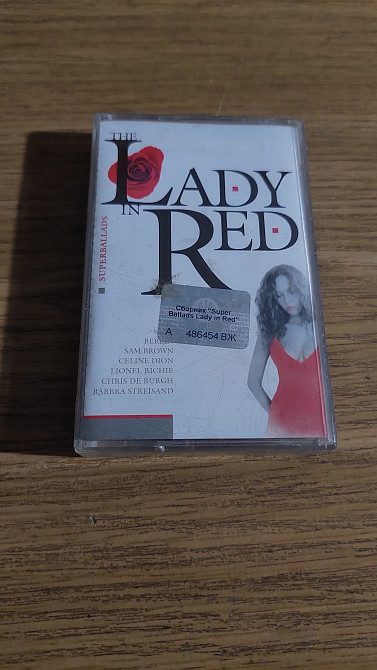 THE
LADY
IN
RED
SUPERBALLADS
Сборник "Super
Ballads Lady in Red"
А 486454 ВЖ
SAM BROWN
CELINE DION
LIONEL RICHIE
CHRIS DE BURGH
BARBRA STREISAND